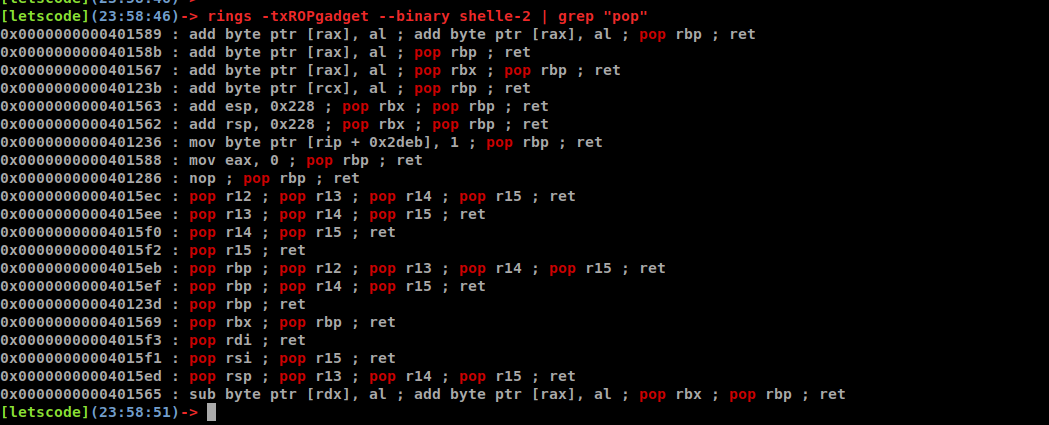 [letscode](23:58:46)-> rings -txROPgadget --binary shelle-2 | grep "pop"
0x0000000000401589 : add byte ptr [rax], al ; add byte ptr [rax], al ; pop rbp ; ret
0x000000000040158b : add byte ptr [rax], al ; pop rbp ; ret
0x0000000000401567 : add byte ptr [rax], al ; pop rbx ; pop rbp ; ret
0x000000000040123b : add byte ptr [rcx], al ; pop rbp ; ret
0x0000000000401563 : add esp, 0x228 ; pop rbx ; pop rbp ; ret
0x0000000000401562 : add rsp, 0x228 ; pop rbx ; pop rbp ; ret
0x0000000000401236 : mov byte ptr [rip + 0x2deb], 1 ; pop rbp ; ret
0x0000000000401588 : mov eax, 0 ; pop rbp ; ret
0x0000000000401286 : nop ; pop rbp ; ret
0x00000000004015ec : pop r12 ; pop r13 ; pop r14 ; pop r15 ; ret
0x00000000004015ee : pop r13 ; pop r14 ; pop r15 ; ret
0x00000000004015f0 : pop r14 ; pop r15 ; ret
0x00000000004015f2 : pop r15 ; ret
0x00000000004015eb : pop rbp ; pop r12 ; pop r13 ; pop r14 ; pop r15 ; ret
0x00000000004015ef : pop rbp ; pop r14 ; pop r15 ; ret
0x000000000040123d : pop rbp ; ret
0x0000000000401569 : pop rbx ; pop rbp ; ret
0x00000000004015f3 : pop rdi ; ret
0x00000000004015f1 : pop rsi ; pop r15 ; ret
0x00000000004015ed : pop rsp ; pop r13 ; pop r14 ; pop r15 ; ret
0x0000000000401565 : sub byte ptr [rdx], al ; add byte ptr [rax], al ; pop rbx ; pop rbp ; ret
[letscode](23:58:51)->